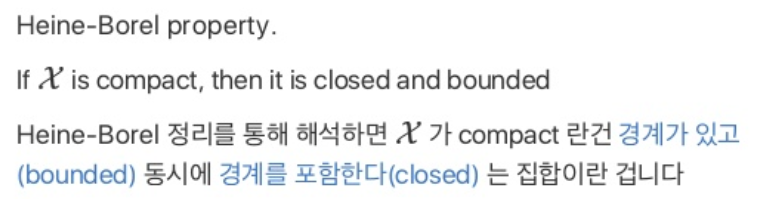 Heine-Borel property.
If 𝒳 is compact, then it is closed and bounded
Heine-Borel 정리를 통해 해석하면 𝒳 가 compact 란건 경계가 있고
(bounded) 동시에 경계를 포함한다(closed) 는 집합이란 겁니다